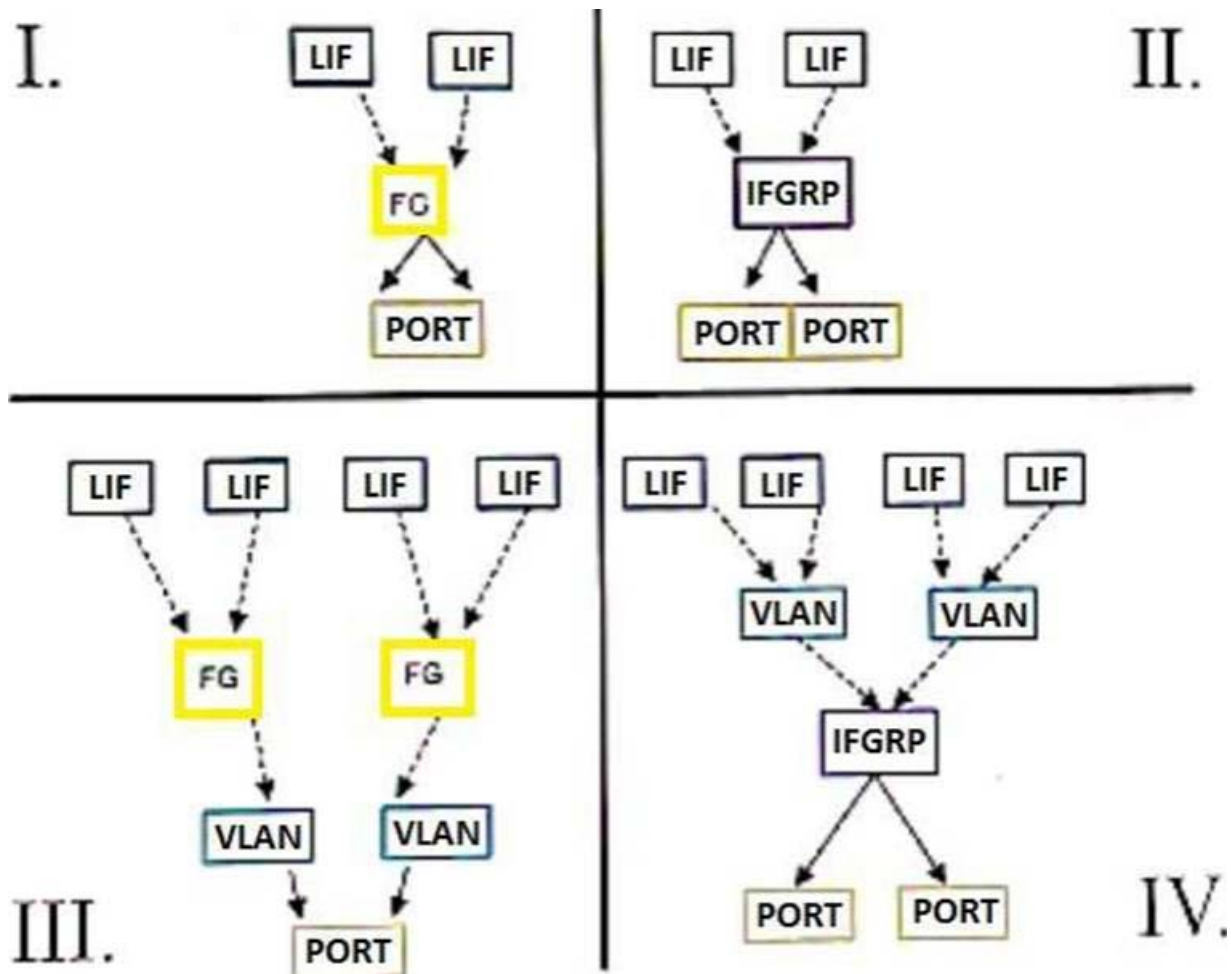 I.
LIF LIF
FG
PORT
LIF LIF
II.
IFGRP
PORT PORT
LIF LIF LIF LIF
FG FG
VLAN VLAN
III.
PORT
LIF LIF LIF LIF
VLAN VLAN
IFGRP
PORT PORT
IV.